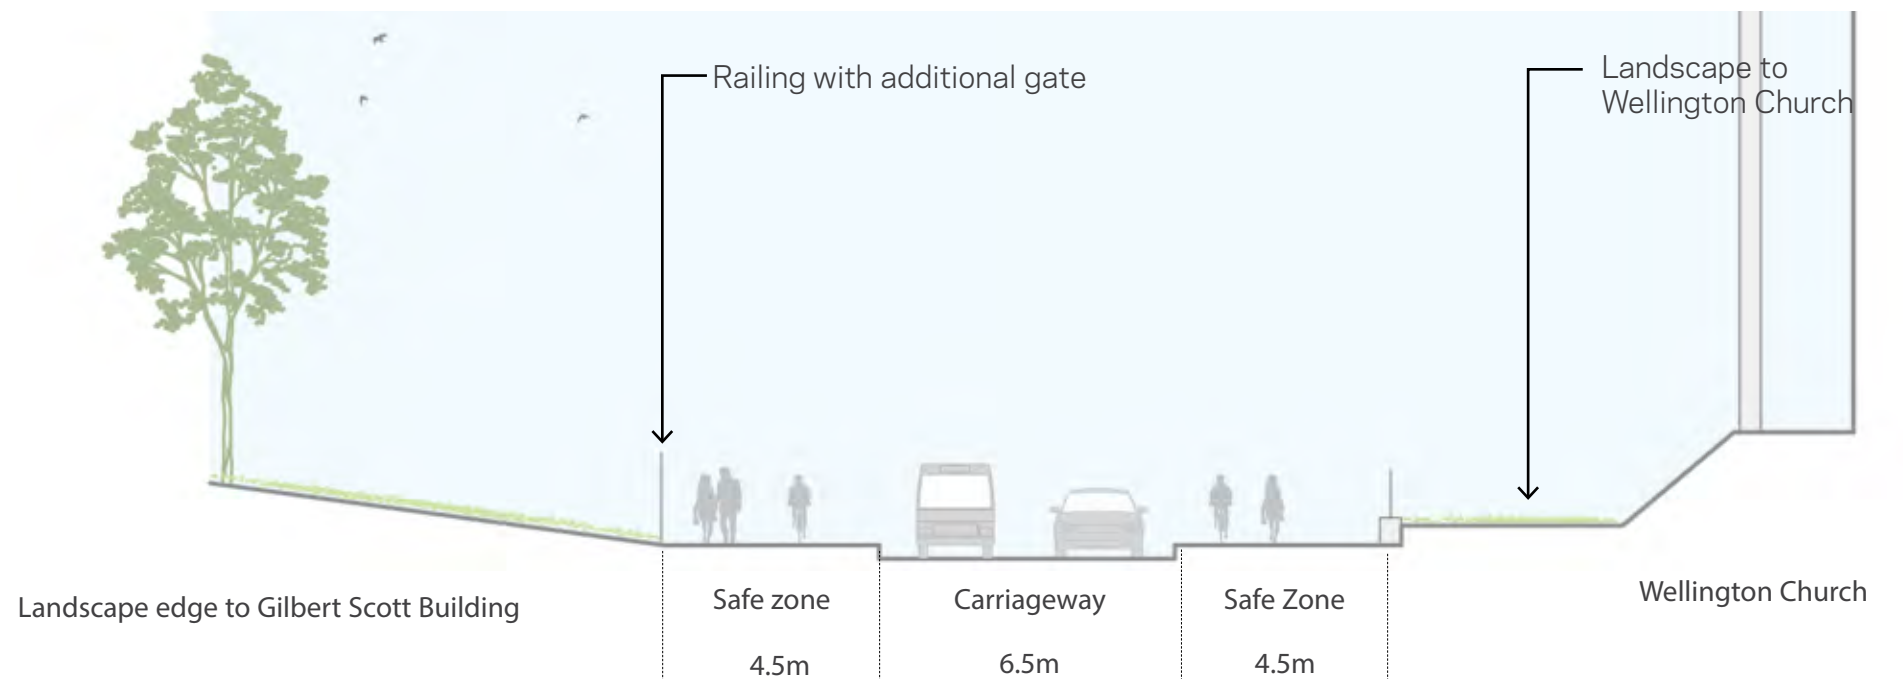 Railing with additional gate
Landscape to
Wellington Church
Landscape edge to Gilbert Scott Building
Safe zone
Carriageway
Safe Zone
Wellington Church
4.5m
6.5m
4.5m